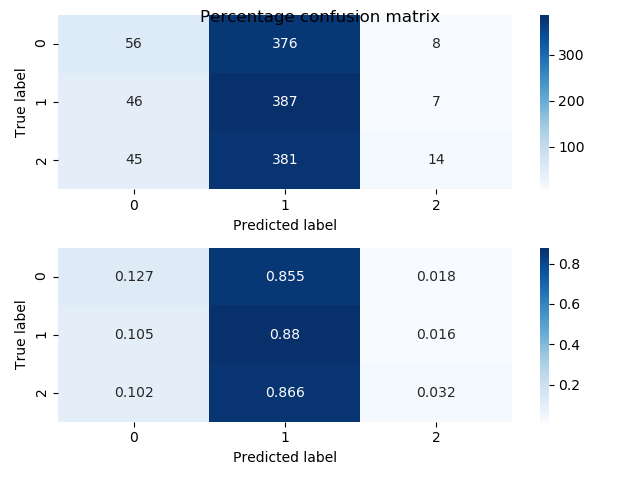 Percentage confusion matrix
True label
0 56 376 8
1 46 387 7
2 45 381 14
0 1 2
Predicted label
300
200
100
True label
0 0.127 0.855 0.018
1 0.105 0.88 0.016
2 0.102 0.866 0.032
0 1 2
Predicted label
0.8
0.6
0.4
0.2